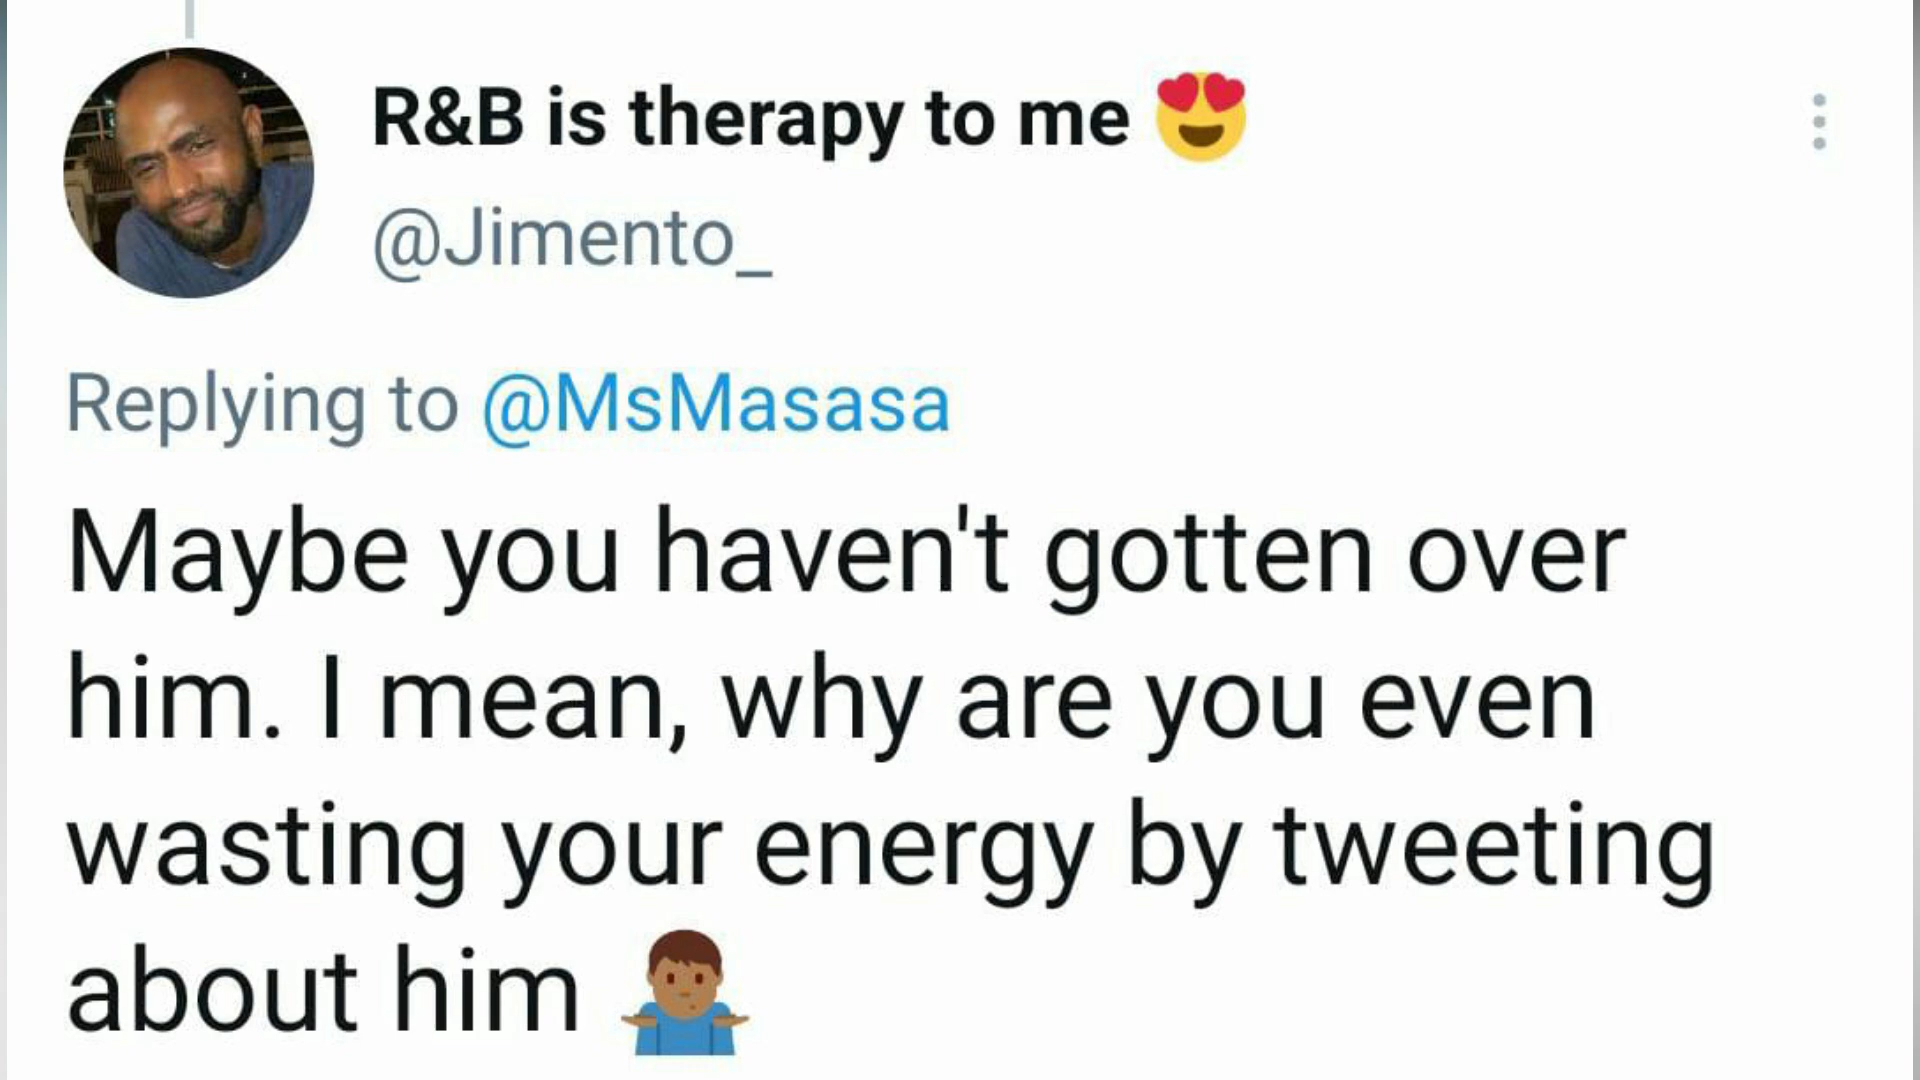 R&B is therapy to me 😍
@Jimento_
Replying to @MsMasasa
Maybe you haven't gotten over
him. I mean, why are you even
wasting your energy by tweeting
about him 🤷🏾‍♂️